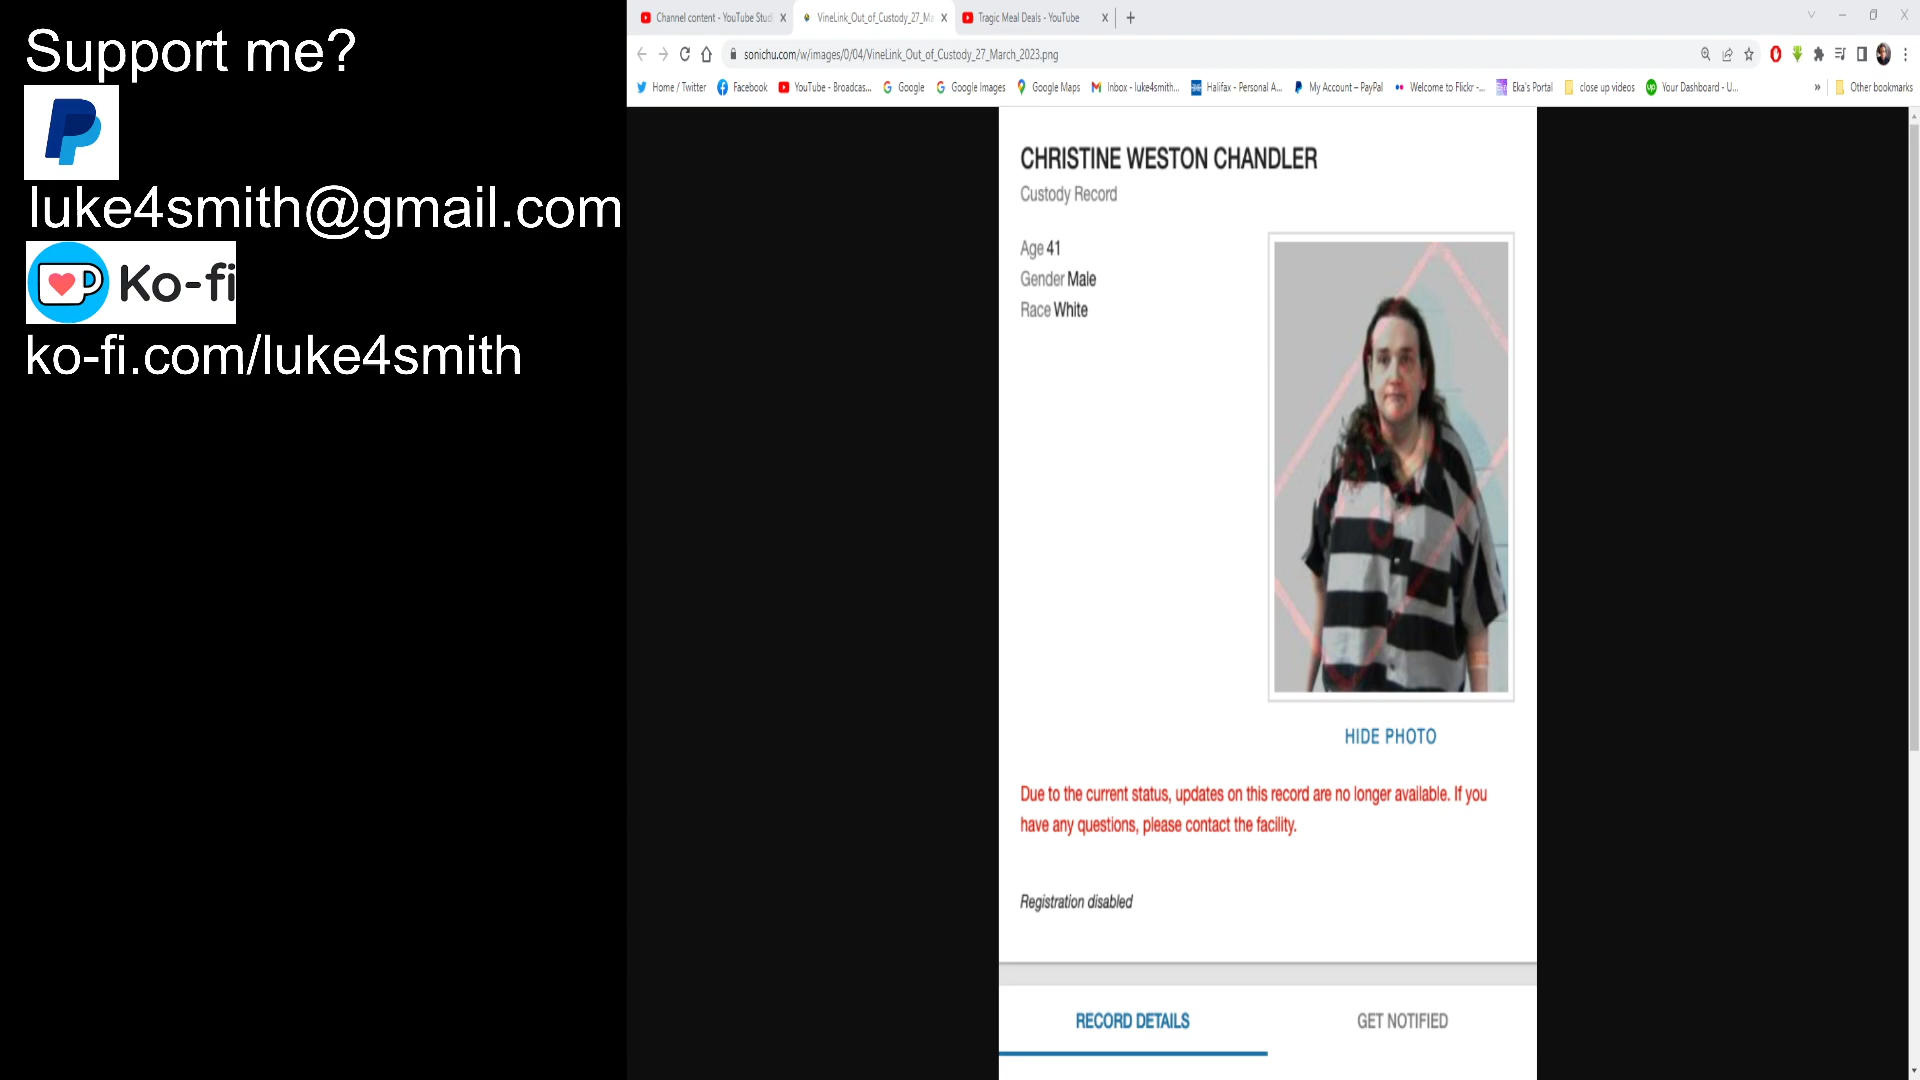 Support me?
luke4smith@gmail.com
Ko-fi
ko-fi.com/luke4smith
Channel content - YouTube Stud
VineLink_Out_of_Custody_27_Ma
Tragic Meal Deals - YouTube
sonichu.com/w/images/0/04/VineLink_Out_of_Custody_27_March_2023.png
Home / Twitter
Facebook
YouTube - Broadcas...
Google
Google Images
Google Maps
Inbox - luke4smith...
Halifax - Personal A...
My Account – PayPal
Welcome to Flickr -...
Eka's Portal
close up videos
Your Dashboard - U...
»
Other bookmarks
CHRISTINE WESTON CHANDLER
Custody Record
Age 41
Gender Male
Race White
HIDE PHOTO
Due to the current status, updates on this record are no longer available. If you
have any questions, please contact the facility.
Registration disabled
RECORD DETAILS
GET NOTIFIED